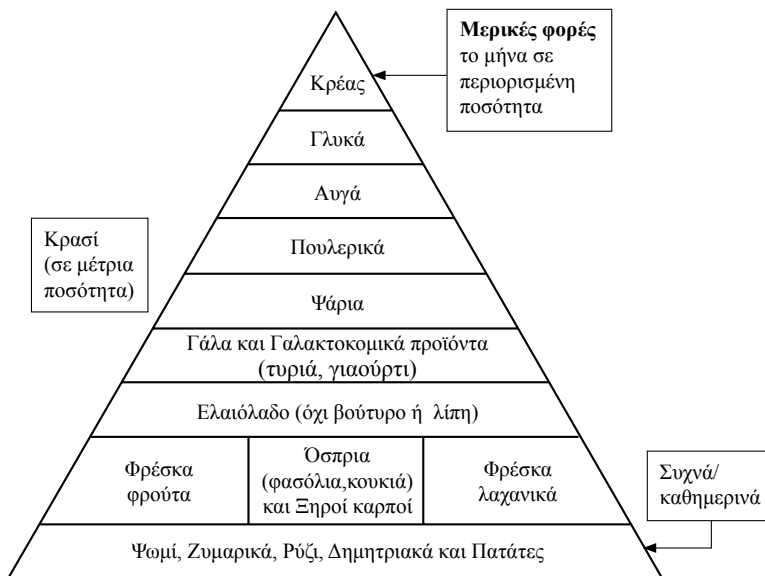 Μερικές φορές
το μήνα σε
περιορισμένη
ποσότητα
Κρέας
Γλυκά
Αυγά
Πουλερικά
Κρασί
(σε μέτρια
ποσότητα)
Ψάρια
Γάλα και Γαλακτοκομικά προϊόντα
(τυριά, γιαούρτι)
Ελαιόλαδο (όχι βούτυρο ή λίπη)
Φρέσκα
φρούτα
Όσπρια
(φασόλια,κουκιά)
και Ξηροί καρποί
Φρέσκα
λαχανικά
Συχνά/
καθημερινά
Ψωμί, Ζυμαρικά, Ρύζι, Δημητριακά και Πατάτες